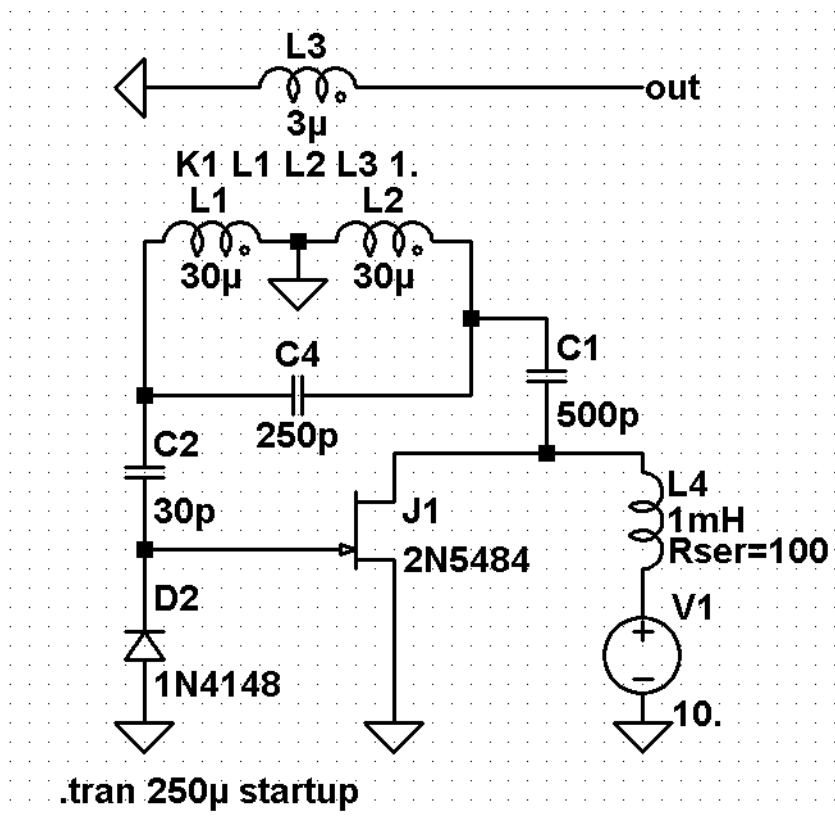 L3
out
3µ
K1 L1 L2 L3 1.
L1
L2
30µ
30µ
C4
C1
250p
500p
C2
30p
L4
1mH
Rser=100
J1
2N5484
D2
V1
1N4148
10.
.tran 250µ startup